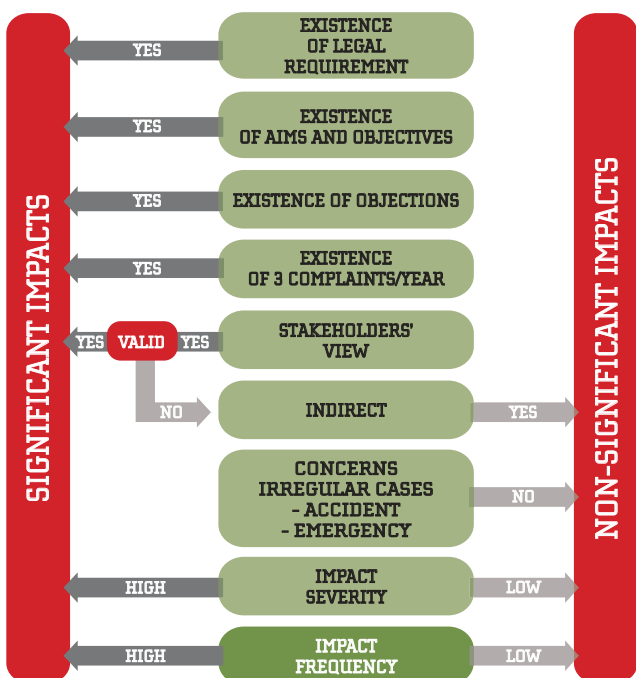 SIGNIFICANT IMPACTS
NON-SIGNIFICANT IMPACTS
EXISTENCE
OF LEGAL
REQUIREMENT
YES
EXISTENCE
OF AIMS AND OBJECTIVES
YES
EXISTENCE OF OBJECTIONS
YES
EXISTENCE
OF 3 COMPLAINTS/YEAR
YES
STAKEHOLDERS'
VIEW
YES
VALID
YES
NO
INDIRECT
YES
CONCERNS
IRREGULAR CASES
- ACCIDENT
- EMERGENCY
NO
IMPACT
SEVERITY
HIGH
LOW
IMPACT
FREQUENCY
HIGH
LOW